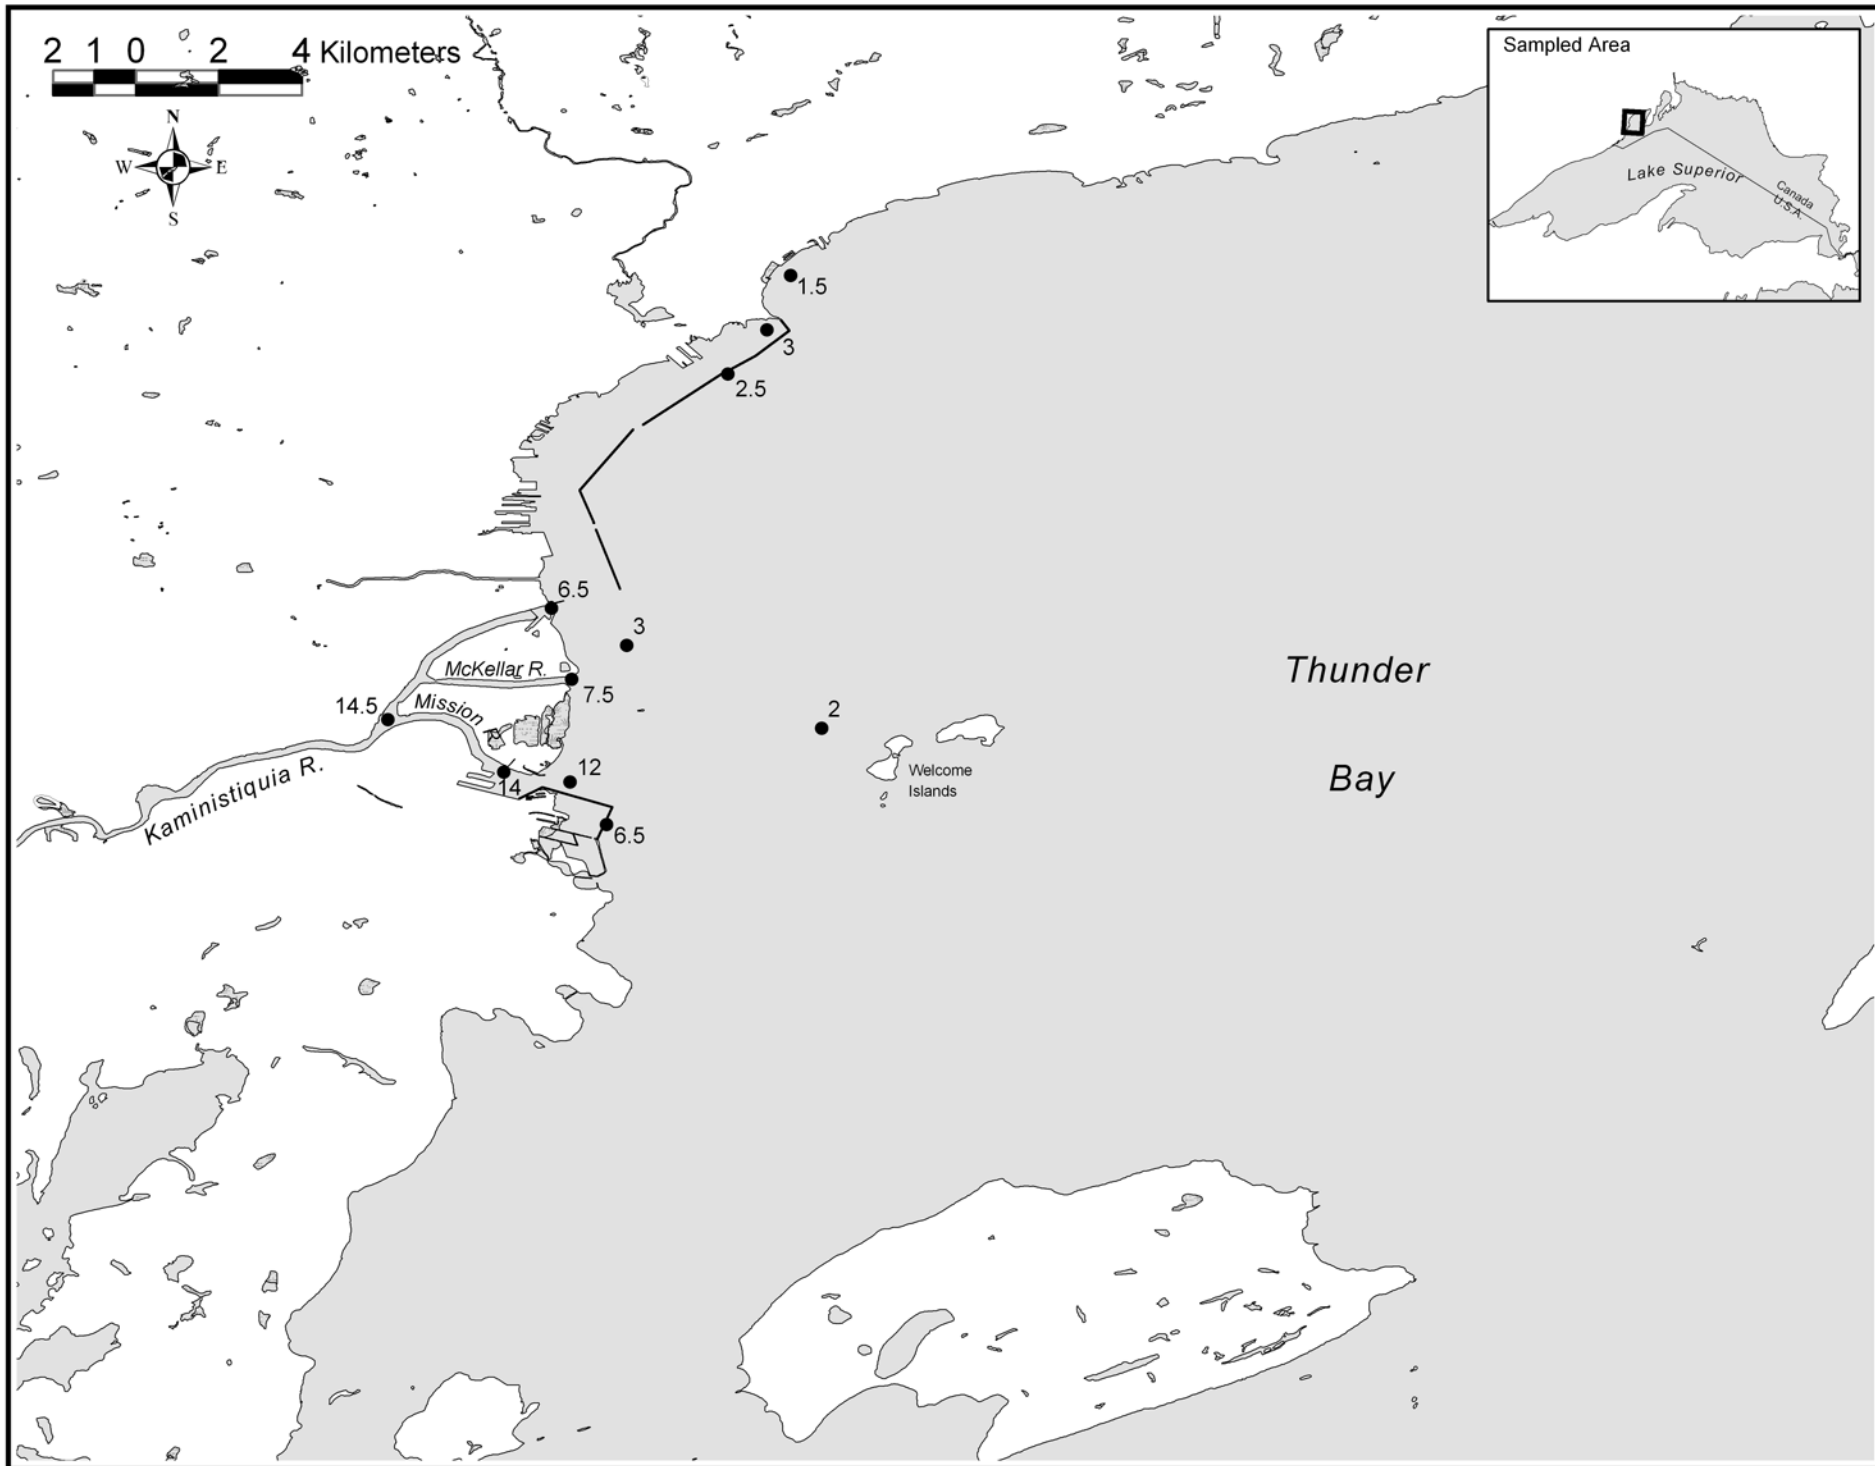 2 1 0 2 4 Kilometers
N
W E
S
Sampled Area
Lake Superior
Canada
U.S.A.
1.5
3
2.5
6.5
3
McKellar R.
7.5
14.5
Mission
R.
2
Thunder
Bay
Welcome
Islands
12
14
Kaministiquia R.
6.5